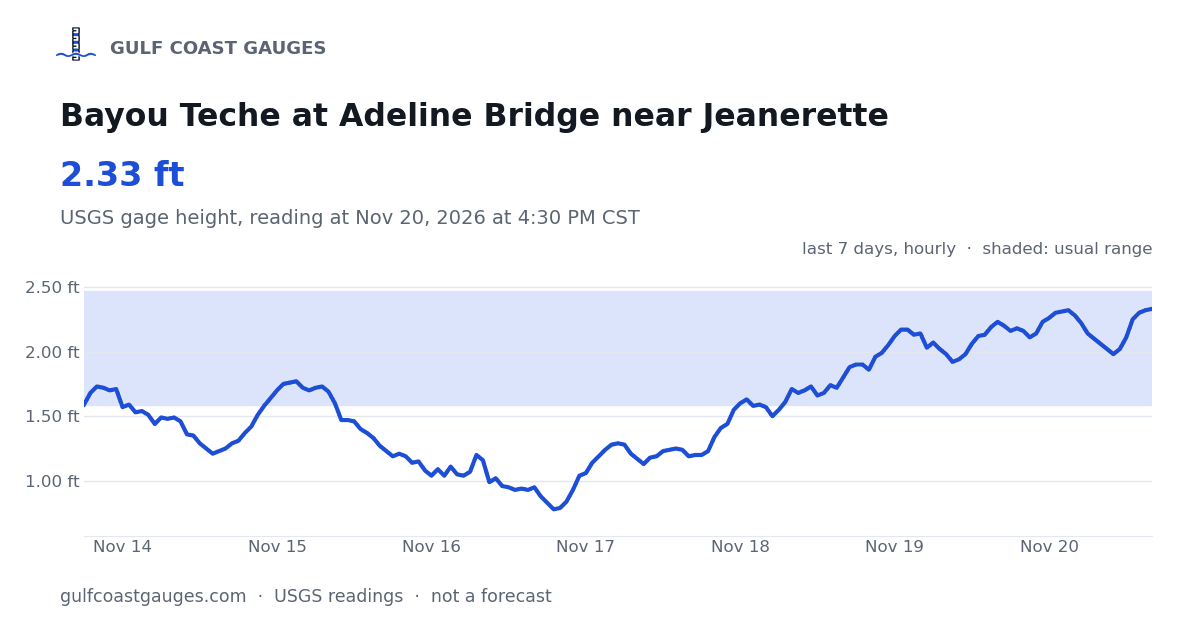 GULF COAST GAUGES
Bayou Teche at Adeline Bridge near Jeanerette
2.33 ft
USGS gage height, reading at Nov 20, 2026 at 4:30 PM CST
last 7 days, hourly · shaded: usual range
2.50 ft
2.00 ft
1.50 ft
1.00 ft
Nov 14 Nov 15 Nov 16 Nov 17 Nov 18 Nov 19 Nov 20
gulfcoastgauges.com · USGS readings · not a forecast